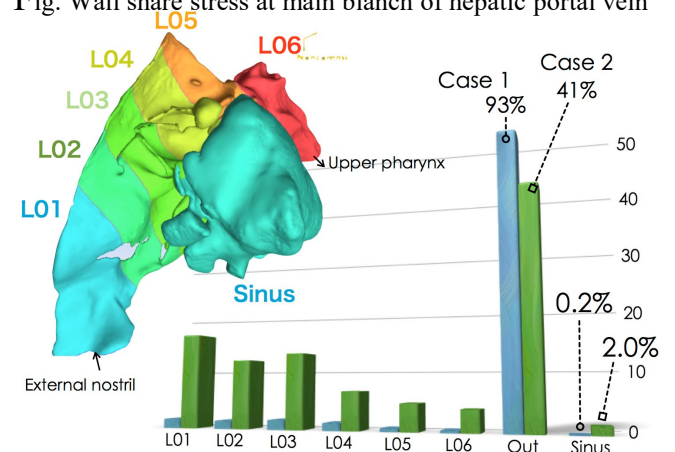 Fig. Wall share stress at main blanch of hepatic portal vein
L05
L06
L04
L03
L02
L01
Upper pharynx
Sinus
External nostril
Case 1
93%
Case 2
41%
50
40
30
0.2%
20
2.0%
10
0
L01 L02 L03 L04 L05 L06 Out Sinus